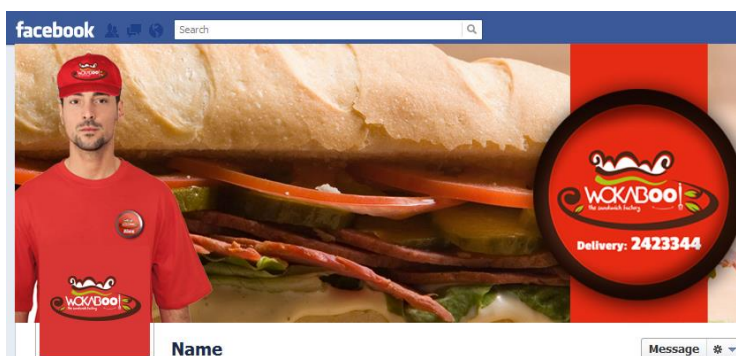 facebook
Search
WOKABOO
WOKABOO
the sandwich factory
Delivery: 2423344
WOKABOO
Name
Message